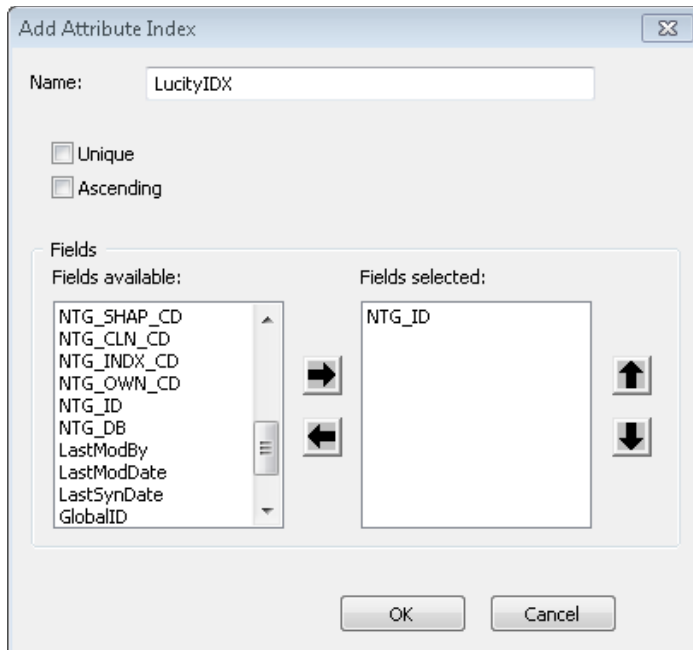 Add Attribute Index
Name:
LucityIDX
Unique
Ascending
Fields
Fields available:
NTG_SHAP_CD
NTG_CLN_CD
NTG_INDX_CD
NTG_OWN_CD
NTG_ID
NTG_DB
LastModBy
LastModDate
LastSynDate
GlobalID
Fields selected:
NTG_ID
OK
Cancel